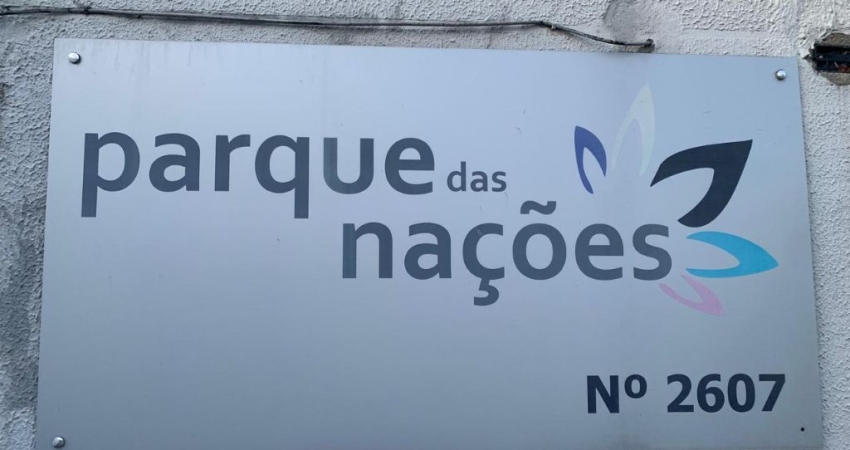 parque das
nações
Nº 2607